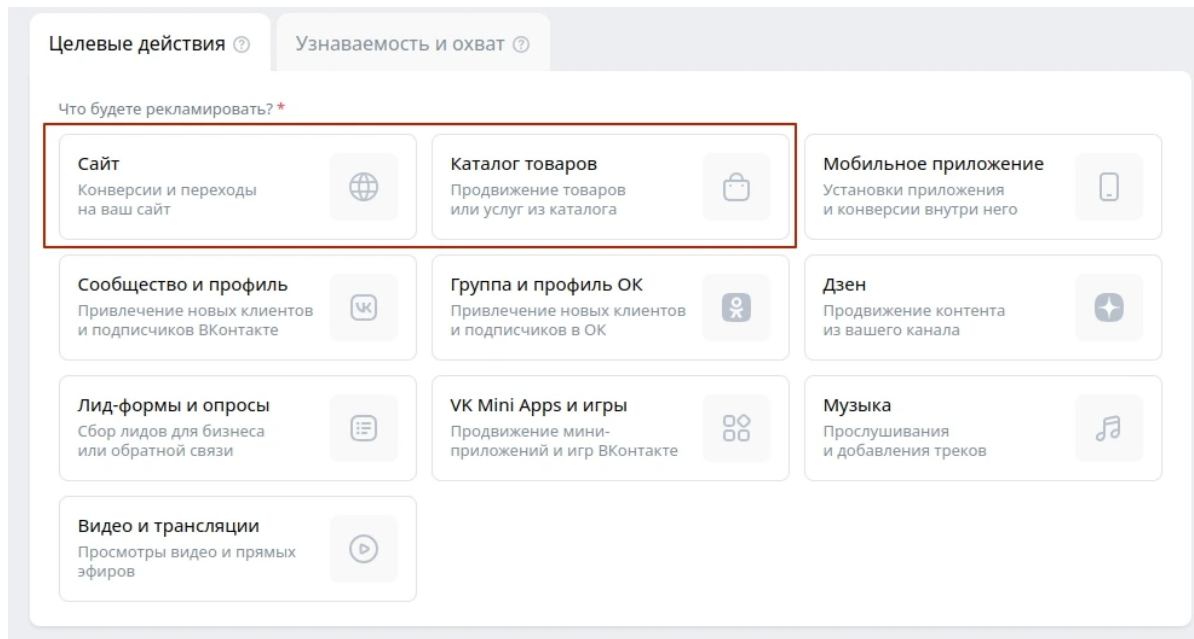 Целевые действия ?
Узнаваемость и охват ?
Что будете рекламировать? *
Сайт
Конверсии и переходы
на ваш сайт
Каталог товаров
Продвижение товаров
или услуг из каталога
Мобильное приложение
Установки приложения
и конверсии внутри него
Сообщество и профиль
Привлечение новых клиентов
и подписчиков ВКонтакте
Группа и профиль ОК
Привлечение новых клиентов
и подписчиков в ОК
Дзен
Продвижение контента
из вашего канала
Лид-формы и опросы
Сбор лидов для бизнеса
или обратной связи
VK Mini Apps и игры
Продвижение мини-
приложений и игр ВКонтакте
Музыка
Прослушивания
и добавления треков
Видео и трансляции
Просмотры видео и прямых
эфиров